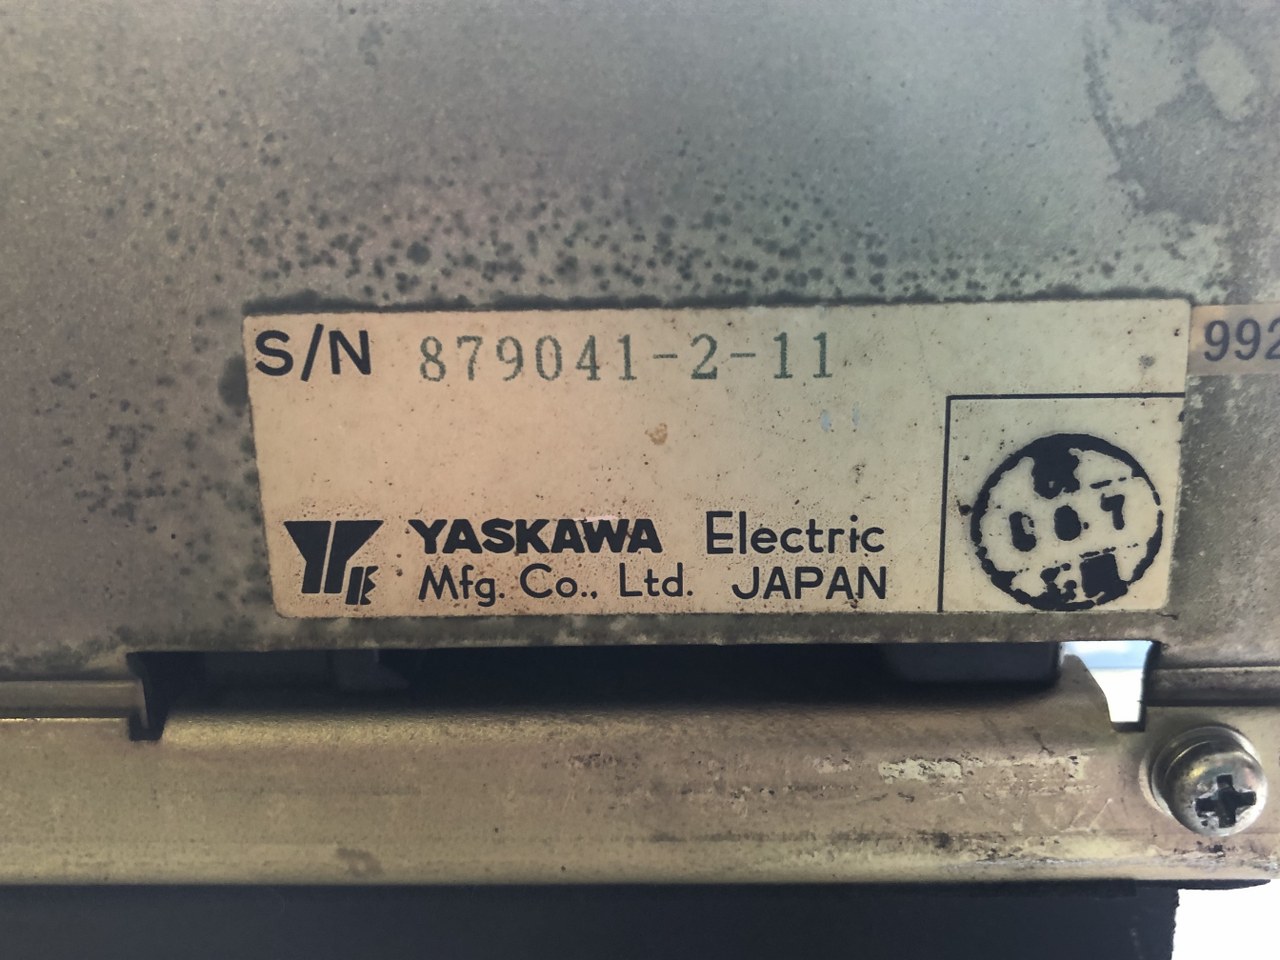 S/N 879041-2-11
992
YASKAWA Electric
Mfg. Co., Ltd. JAPAN